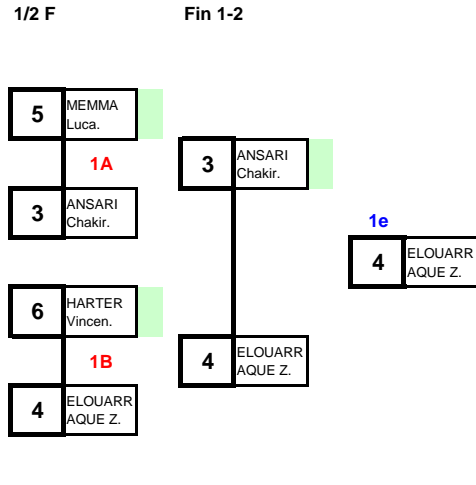 1/2 F
Fin 1-2
5
MEMMA
Luca.
1A
3
ANSARI
Chakir.
3
ANSARI
Chakir.
1e
4
ELOUARR
AQUE Z.
6
HARTER
Vincen.
1B
4
ELOUARR
AQUE Z.
4
ELOUARR
AQUE Z.